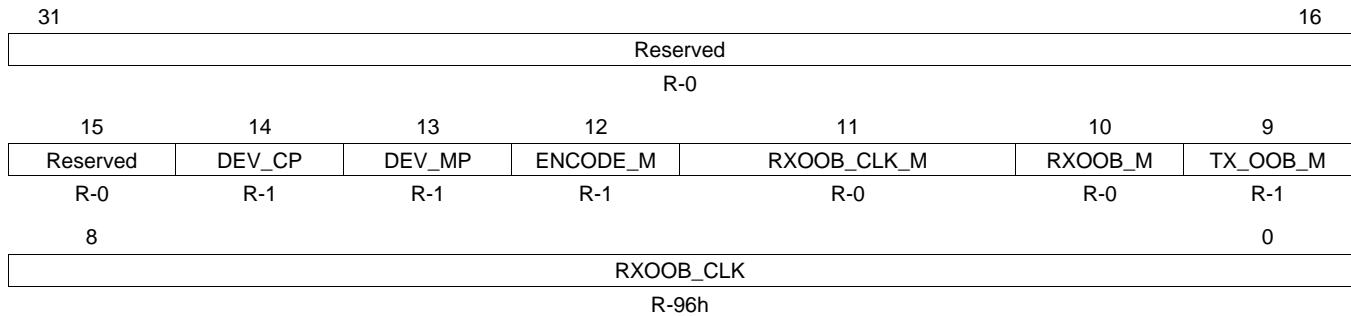 31 16
Reserved
R-0
15 14 13 12 11 10 9
Reserved DEV_CP DEV_MP ENCODE_M RXOOB_CLK_M RXOOB_M TX_OOB_M
R-0 R-1 R-1 R-1 R-0 R-0 R-1
8 0
RXOOB_CLK
R-96h